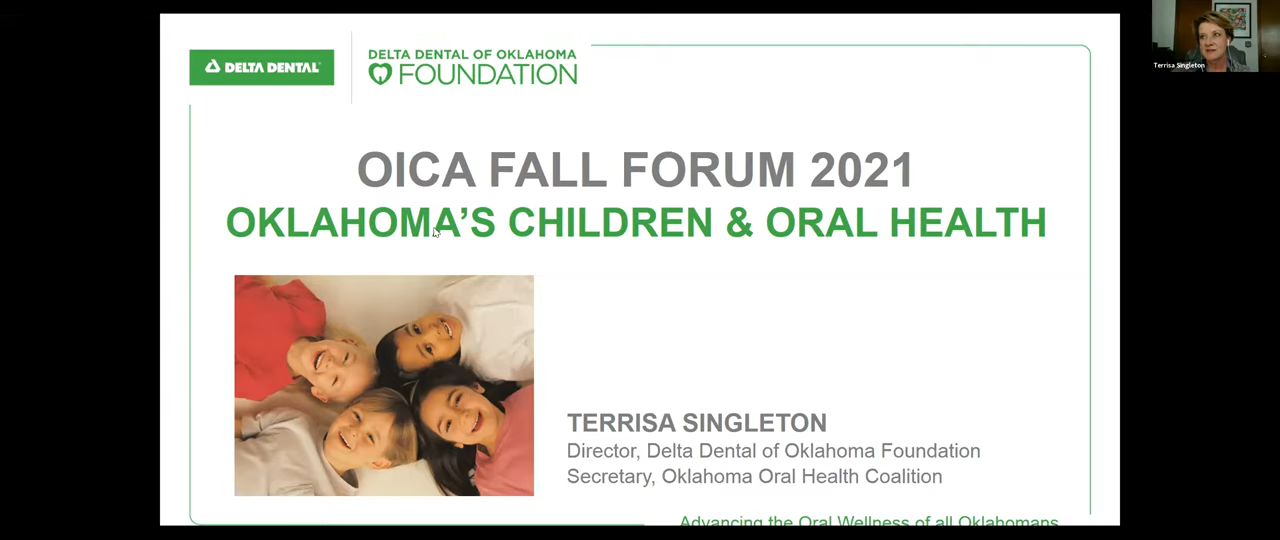 DELTA DENTAL
DELTA DENTAL OF OKLAHOMA
FOUNDATION
Terrisa Singleton
OICA FALL FORUM 2021
OKLAHOMA'S CHILDREN & ORAL HEALTH
TERRISA SINGLETON
Director, Delta Dental of Oklahoma Foundation
Secretary, Oklahoma Oral Health Coalition
Advancing the Oral Wellness of all Oklahomans